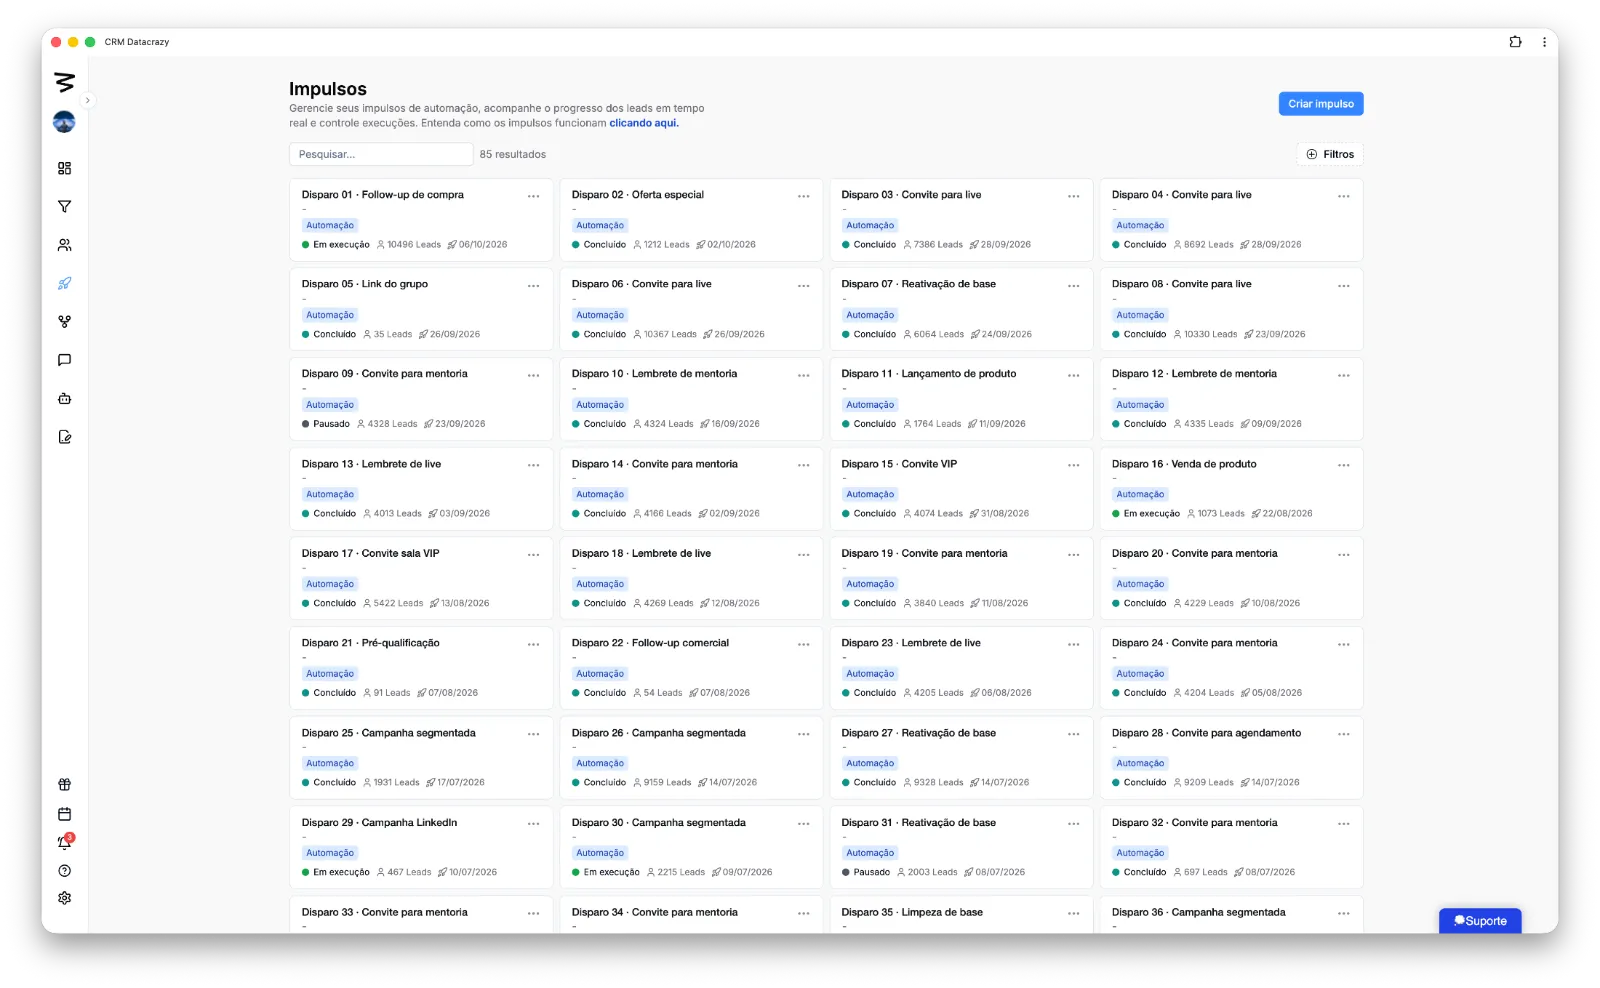 CRM Datacrazy
Impulsos
Gerencie seus impulsos de automação, acompanhe o progresso dos leads em tempo
real e controle execuções. Entenda como os impulsos funcionam clicando aqui.
Criar impulso
Pesquisar...
85 resultados
Filtros
Disparo 01 · Follow-up de compra
-
Automação
Em execução 10496 Leads 06/10/2026
Disparo 02 · Oferta especial
-
Automação
Concluído 1212 Leads 02/10/2026
Disparo 03 · Convite para live
-
Automação
Concluído 7386 Leads 28/09/2026
Disparo 04 · Convite para live
-
Automação
Concluído 8692 Leads 28/09/2026
Disparo 05 · Link do grupo
-
Automação
Concluído 35 Leads 26/09/2026
Disparo 06 · Convite para live
-
Automação
Concluído 10367 Leads 26/09/2026
Disparo 07 · Reativação de base
-
Automação
Concluído 6064 Leads 24/09/2026
Disparo 08 · Convite para live
-
Automação
Concluído 10330 Leads 23/09/2026
Disparo 09 · Convite para mentoria
-
Automação
Pausado 4328 Leads 23/09/2026
Disparo 10 · Lembrete de mentoria
-
Automação
Concluído 4324 Leads 16/09/2026
Disparo 11 · Lançamento de produto
-
Automação
Concluído 1764 Leads 11/09/2026
Disparo 12 · Lembrete de mentoria
-
Automação
Concluído 4335 Leads 09/09/2026
Disparo 13 · Lembrete de live
-
Automação
Concluído 4013 Leads 03/09/2026
Disparo 14 · Convite para mentoria
-
Automação
Concluído 4166 Leads 02/09/2026
Disparo 15 · Convite VIP
-
Automação
Concluído 4074 Leads 31/08/2026
Disparo 16 · Venda de produto
-
Automação
Em execução 1073 Leads 22/08/2026
Disparo 17 · Convite sala VIP
-
Automação
Concluído 5422 Leads 13/08/2026
Disparo 18 · Lembrete de live
-
Automação
Concluído 4269 Leads 12/08/2026
Disparo 19 · Convite para mentoria
-
Automação
Concluído 3840 Leads 11/08/2026
Disparo 20 · Convite para mentoria
-
Automação
Concluído 4229 Leads 10/08/2026
Disparo 21 · Pré-qualificação
-
Automação
Concluído 91 Leads 07/08/2026
Disparo 22 · Follow-up comercial
-
Automação
Concluído 54 Leads 07/08/2026
Disparo 23 · Lembrete de live
-
Automação
Concluído 4205 Leads 06/08/2026
Disparo 24 · Convite para mentoria
-
Automação
Concluído 4204 Leads 05/08/2026
Disparo 25 · Campanha segmentada
-
Automação
Concluído 1931 Leads 17/07/2026
Disparo 26 · Campanha segmentada
-
Automação
Concluído 9159 Leads 14/07/2026
Disparo 27 · Reativação de base
-
Automação
Concluído 9328 Leads 14/07/2026
Disparo 28 · Convite para agendamento
-
Automação
Concluído 9209 Leads 14/07/2026
Disparo 29 · Campanha LinkedIn
-
Automação
Em execução 467 Leads 10/07/2026
Disparo 30 · Campanha segmentada
-
Automação
Em execução 2215 Leads 09/07/2026
Disparo 31 · Reativação de base
-
Automação
Pausado 2003 Leads 08/07/2026
Disparo 32 · Convite para mentoria
-
Automação
Concluído 697 Leads 08/07/2026
Disparo 33 · Convite para mentoria
-
Disparo 34 · Convite para mentoria
-
Disparo 35 · Limpeza de base
-
Disparo 36 · Campanha segmentada
-
3
Suporte